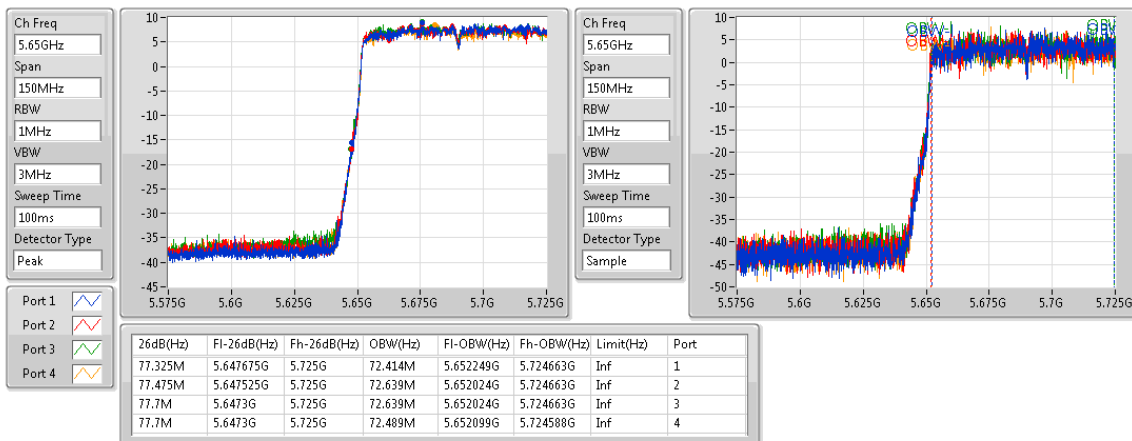 Ch Freq
5.65GHz
Span
150MHz
RBW
1MHz
VBW
3MHz
Sweep Time
100ms
Detector Type
Peak
10
5
0
-5
-10
-15
-20
-25
-30
-35
-40
-45
5.575G 5.6G 5.625G 5.65G 5.675G 5.7G 5.725G
Ch Freq
5.65GHz
Span
150MHz
RBW
1MHz
VBW
3MHz
Sweep Time
100ms
Detector Type
Sample
10
5
0
-5
-10
-15
-20
-25
-30
-35
-40
-45
-50
5.575G 5.6G 5.625G 5.65G 5.675G 5.7G 5.725G
Port 1
Port 2
Port 3
Port 4
26dB(Hz) Fl-26dB(Hz) Fh-26dB(Hz) OBW(Hz) Fl-OBW(Hz) Fh-OBW(Hz) Limit(Hz) Port
77.325M 5.647675G 5.725G 72.414M 5.652249G 5.724663G Inf 1
77.475M 5.647525G 5.725G 72.639M 5.652024G 5.724663G Inf 2
77.7M 5.6473G 5.725G 72.639M 5.652024G 5.724663G Inf 3
77.7M 5.6473G 5.725G 72.489M 5.652099G 5.724588G Inf 4